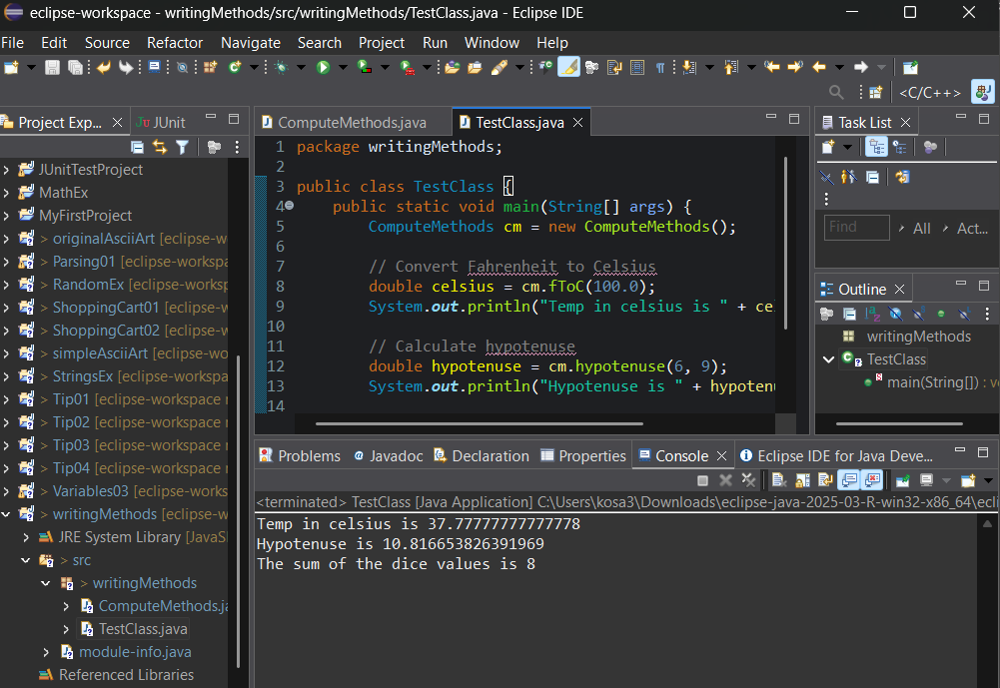 eclipse-workspace - writingMethods/src/writingMethods/TestClass.java - Eclipse IDE
File Edit Source Refactor Navigate Search Project Run Window Help
<C/C++>
Project Exp...
JUnit
JUnitTestProject
MathEx
MyFirstProject
> originalAsciiArt [eclipse-w
> Parsing01 [eclipse-workspa
> RandomEx [eclipse-workspa
> ShoppingCart01 [eclipse-wo
> ShoppingCart02 [eclipse-wo
> simpleAsciiArt [eclipse-wo
> StringsEx [eclipse-workspa
> Tip01 [eclipse-workspace
> Tip02 [eclipse-workspace
> Tip03 [eclipse-workspace
> Tip04 [eclipse-workspace
> Variables03 [eclipse-works
> writingMethods [eclipse-w
JRE System Library [JavaS
> src
> writingMethods
ComputeMethods.ja
TestClass.java
module-info.java
Referenced Libraries
ComputeMethods.java
TestClass.java
1 package writingMethods;
2
3 public class TestClass {
4 public static void main(String[] args) {
5 ComputeMethods cm = new ComputeMethods();
6
7 // Convert Fahrenheit to Celsius
8 double celsius = cm.fToC(100.0);
9 System.out.println("Temp in celsius is " + ce
10
11 // Calculate hypotenuse
12 double hypotenuse = cm.hypotenuse(6, 9);
13 System.out.println("Hypotenuse is " + hypoten
14
Task List
Find
All
Act...
Outline
writingMethods
TestClass
main(String[]) : v
Problems
Javadoc
Declaration
Properties
Console
Eclipse IDE for Java Deve...
<terminated> TestClass [Java Application] C:\Users\kosa3\Downloads\eclipse-java-2025-03-R-win32-x86_64\ecli
Temp in celsius is 37.77777777777778
Hypotenuse is 10.816653826391969
The sum of the dice values is 8